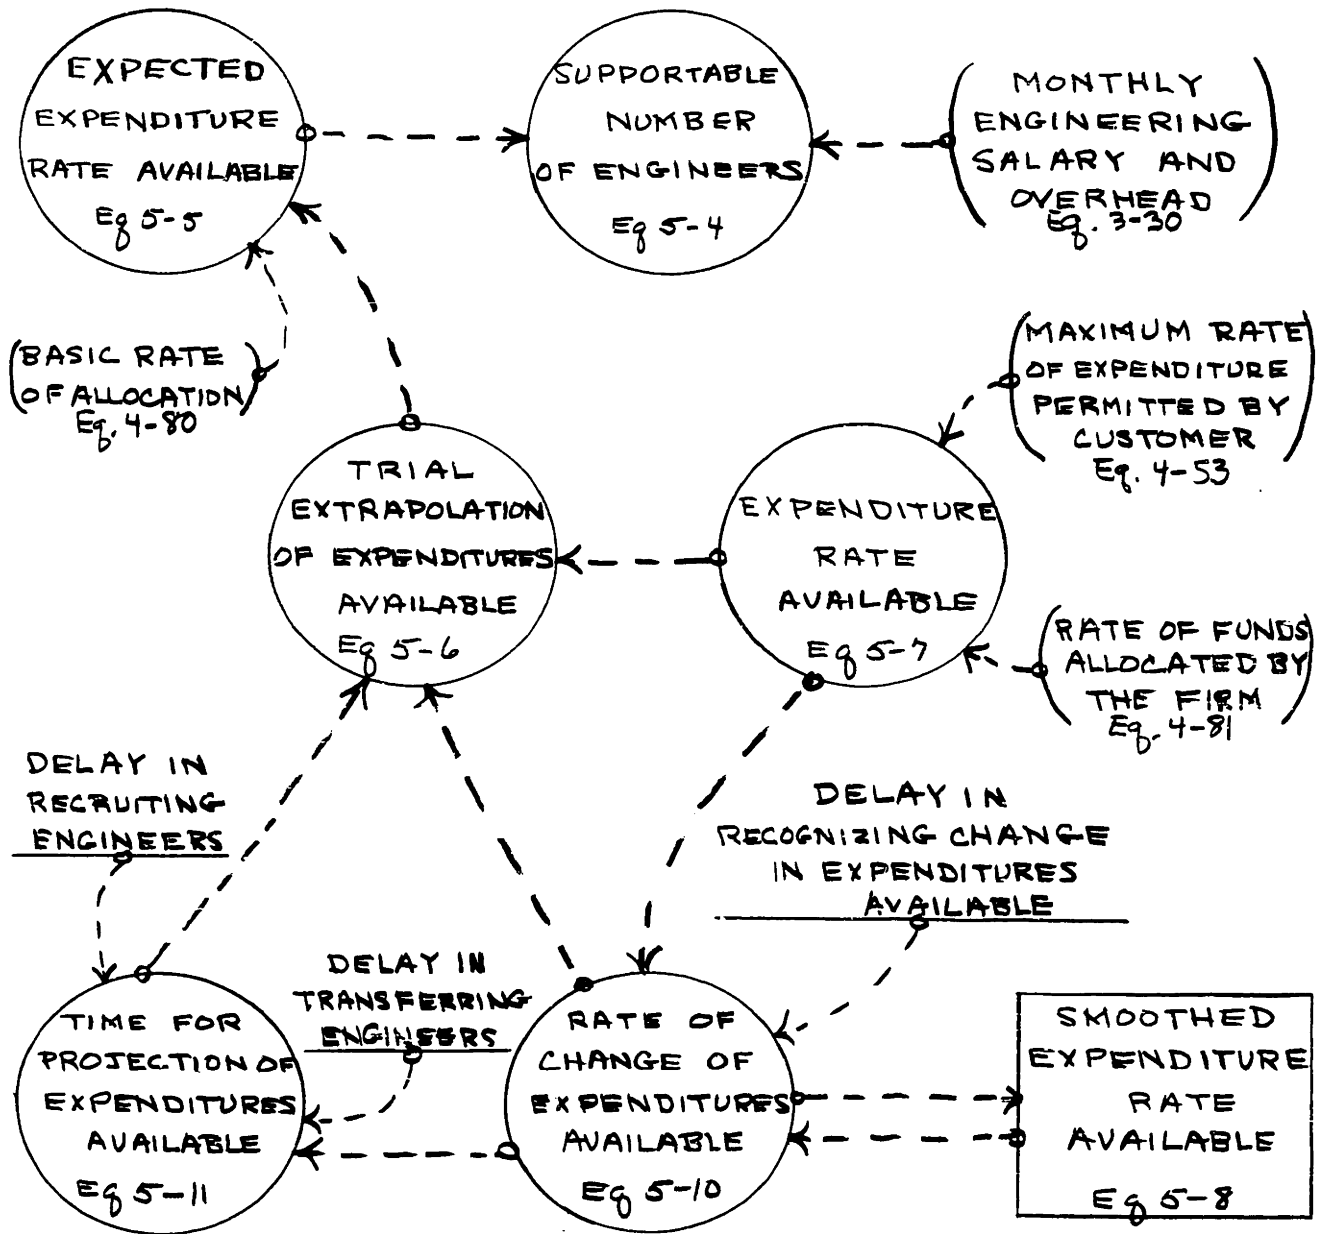 EXPECTED
EXPENDITURE
RATE AVAILABLE
Eq 5-5
SUPPORTABLE
NUMBER
OF ENGINEERS
Eq 5-4
MONTHLY
ENGINEERING
SALARY AND
OVERHEAD
Eq. 3-30
BASIC RATE
OF ALLOCATION
Eq. 4-80
MAXIMUM RATE
OF EXPENDITURE
PERMITTED BY
CUSTOMER
Eq. 4-53
TRIAL
EXTRAPOLATION
OF EXPENDITURES
AVAILABLE
Eq 5-6
EXPENDITURE
RATE
AVAILABLE
Eq 5-7
RATE OF FUNDS
ALLOCATED BY
THE FIRM
Eq. 4-81
DELAY IN
RECRUITING
ENGINEERS
DELAY IN
RECOGNIZING CHANGE
IN EXPENDITURES
AVAILABLE
DELAY IN
TRANSFERRING
ENGINEERS
TIME FOR
PROJECTION OF
EXPENDITURES
AVAILABLE
Eq 5-11
RATE OF
CHANGE OF
EXPENDITURES
AVAILABLE
Eq 5-10
SMOOTHED
EXPENDITURE
RATE
AVAILABLE
Eq 5-8